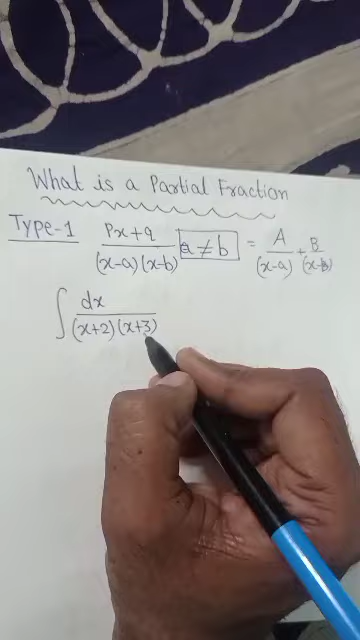 What is a Partial Fraction
Type-1 px+q/(x-a)(x-b) a ≠ b = A/(x-a) + B/(x-b)
∫ dx/(x+2)(x+3)